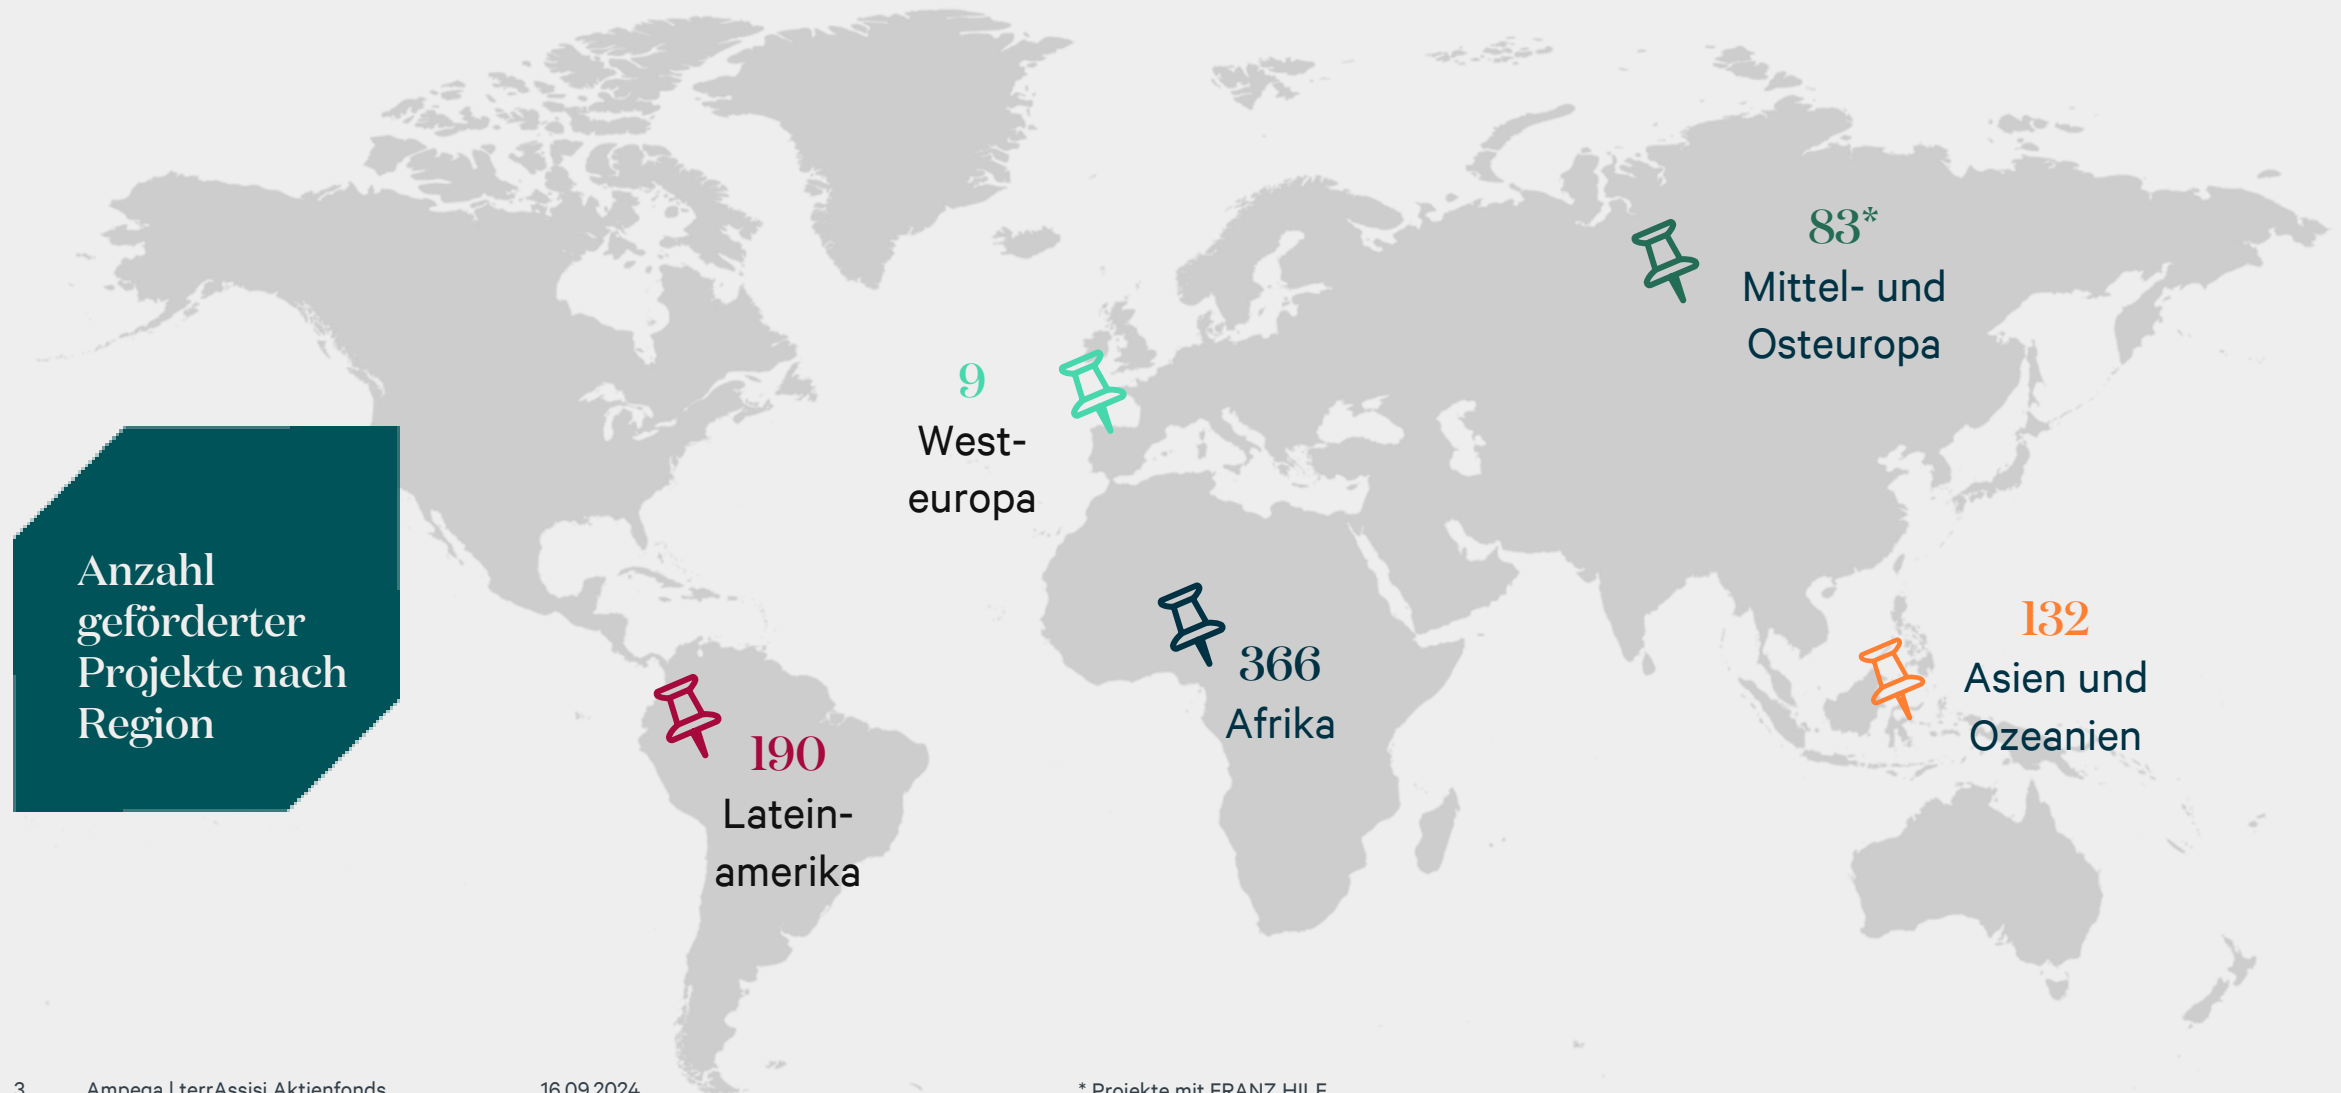 Anzahl
geförderter
Projekte nach
Region
83*
Mittel- und
Osteuropa
9
West-
europa
366
Afrika
132
Asien und
Ozeanien
190
Latein-
amerika
3 Ampega | terrAssisi Aktienfonds 16.09.2024 * Projekte mit FRANZ HILF